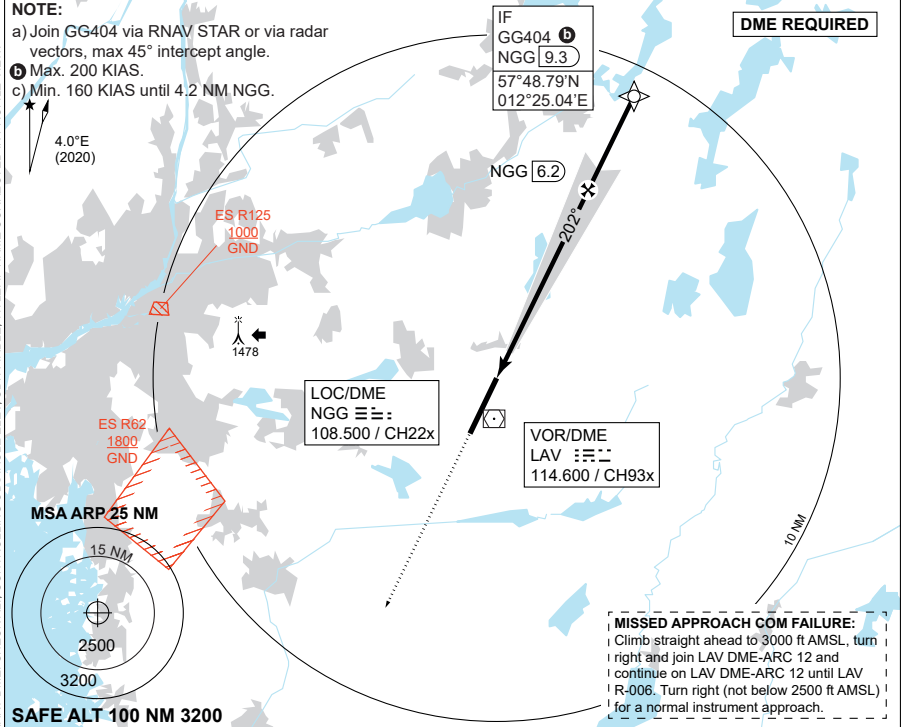 NOTE:
a) Join GG404 via RNAV STAR or via radar
vectors, max 45° intercept angle.
b Max. 200 KIAS.
c) Min. 160 KIAS until 4.2 NM NGG.
4.0°E
(2020)
IF
GG404 b
NGG 9.3
57°48.79'N
012°25.04'E
DME REQUIRED
NGG 6.2
202°
ES R125
1000
GND
1478
LOC/DME
NGG
108.500 / CH22x
ES R62
1800
GND
VOR/DME
LAV
114.600 / CH93x
MSA ARP 25 NM
15 NM
2500
3200
10 NM
MISSED APPROACH COM FAILURE:
Climb straight ahead to 3000 ft AMSL, turn
right and join LAV DME-ARC 12 and
continue on LAV DME-ARC 12 until LAV
R-006. Turn right (not below 2500 ft AMSL)
for a normal instrument approach.
SAFE ALT 100 NM 3200